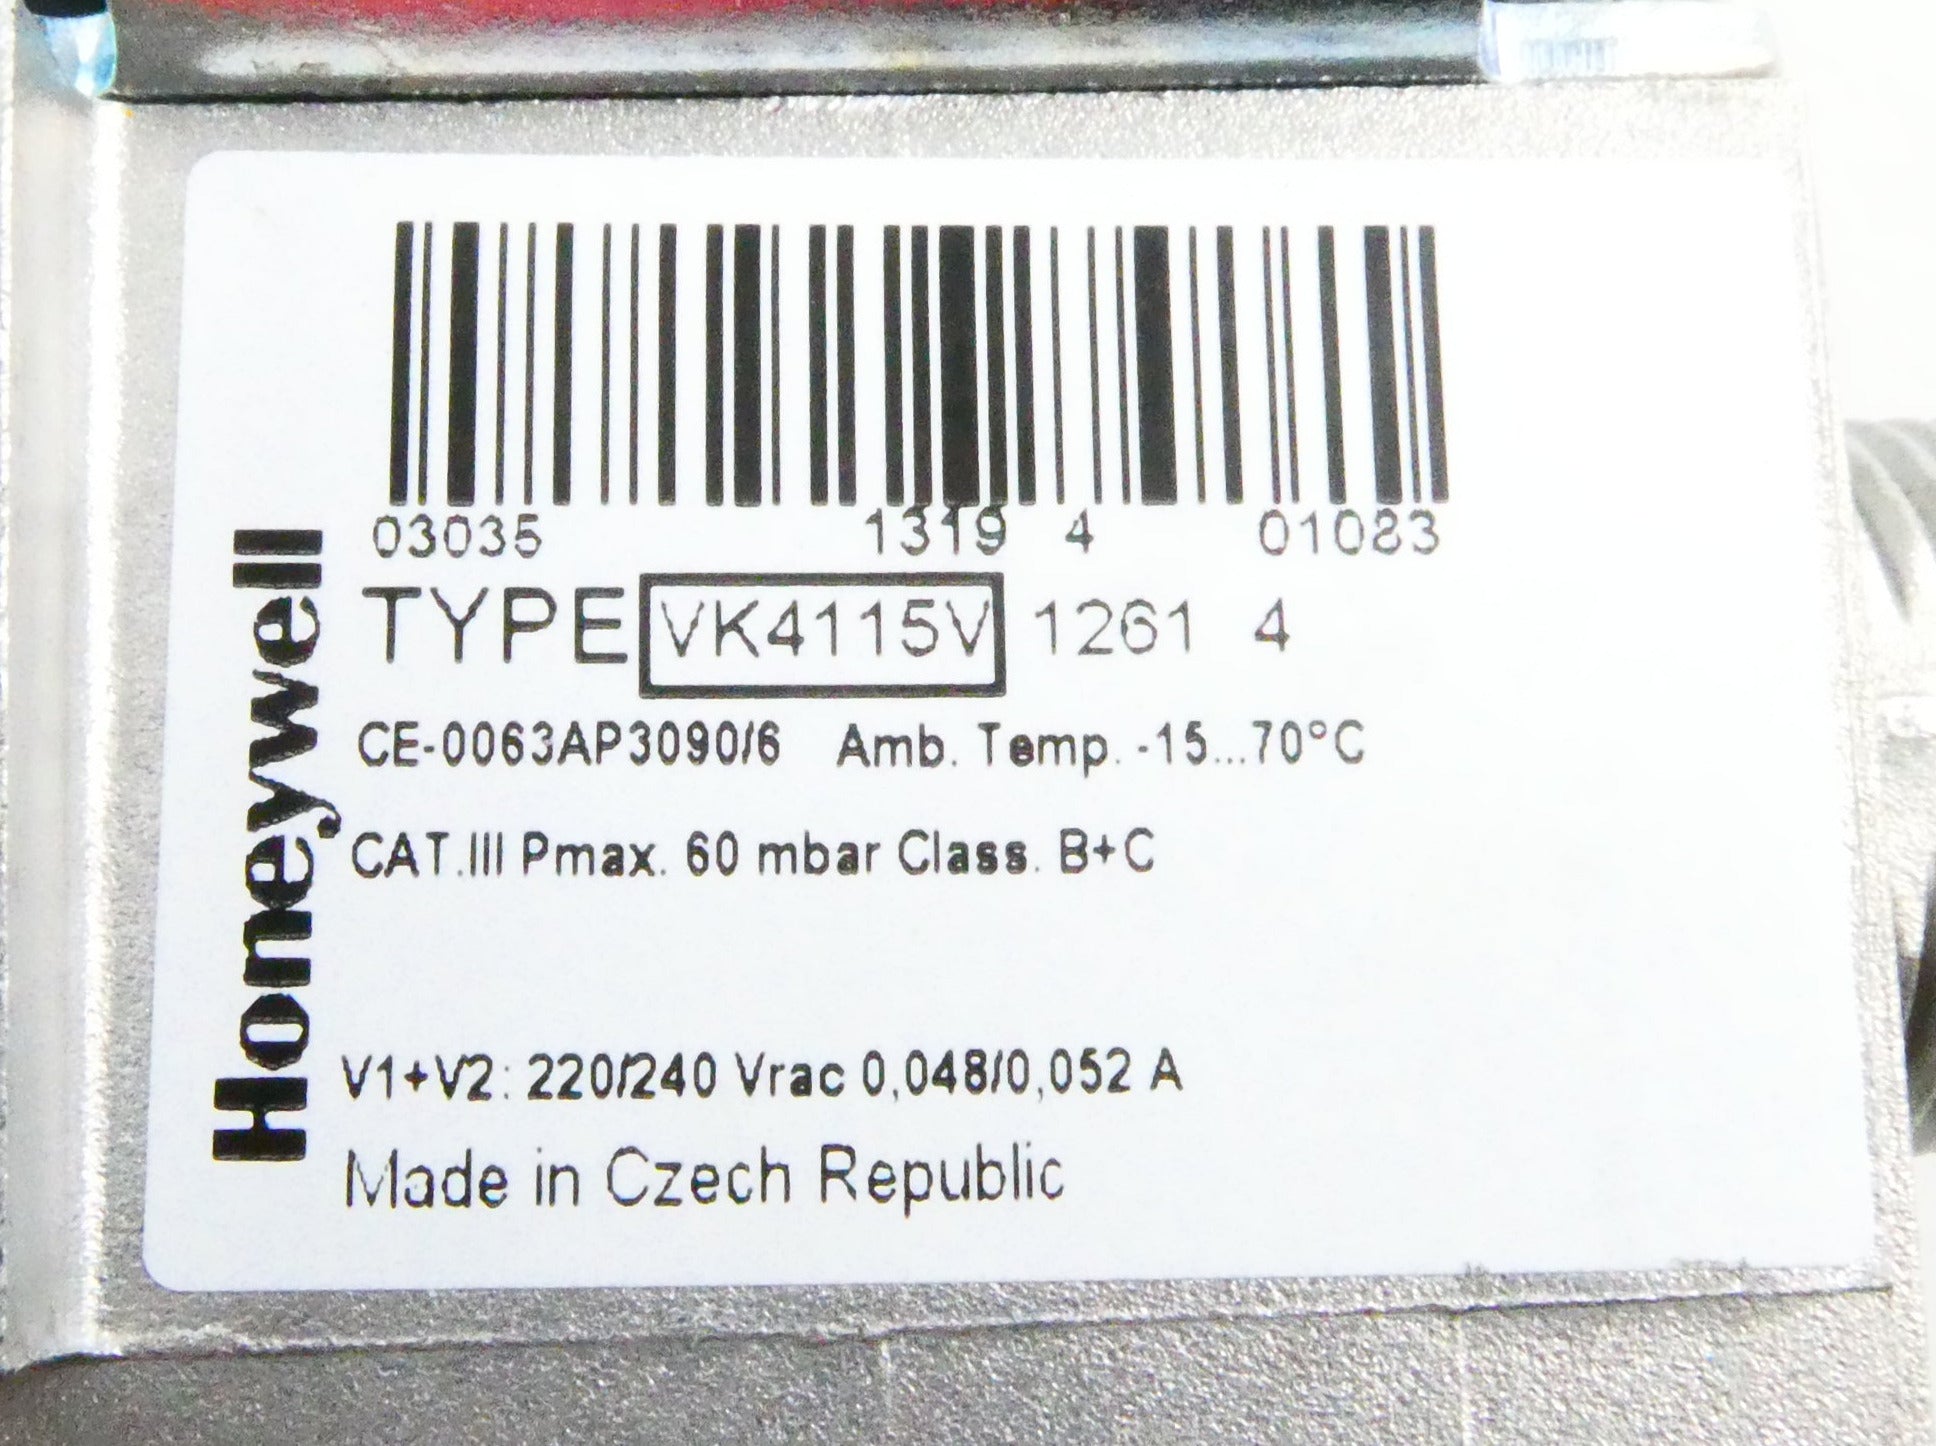 Honeywell
03035 1319 4 01083
TYPE VK4115V 1261 4
CE-0063AP3090/6 Amb. Temp. -15...70°C
CAT.III Pmax. 60 mbar Class. B+C
V1+V2: 220/240 Vrac 0,048/0,052 A
Made in Czech Republic